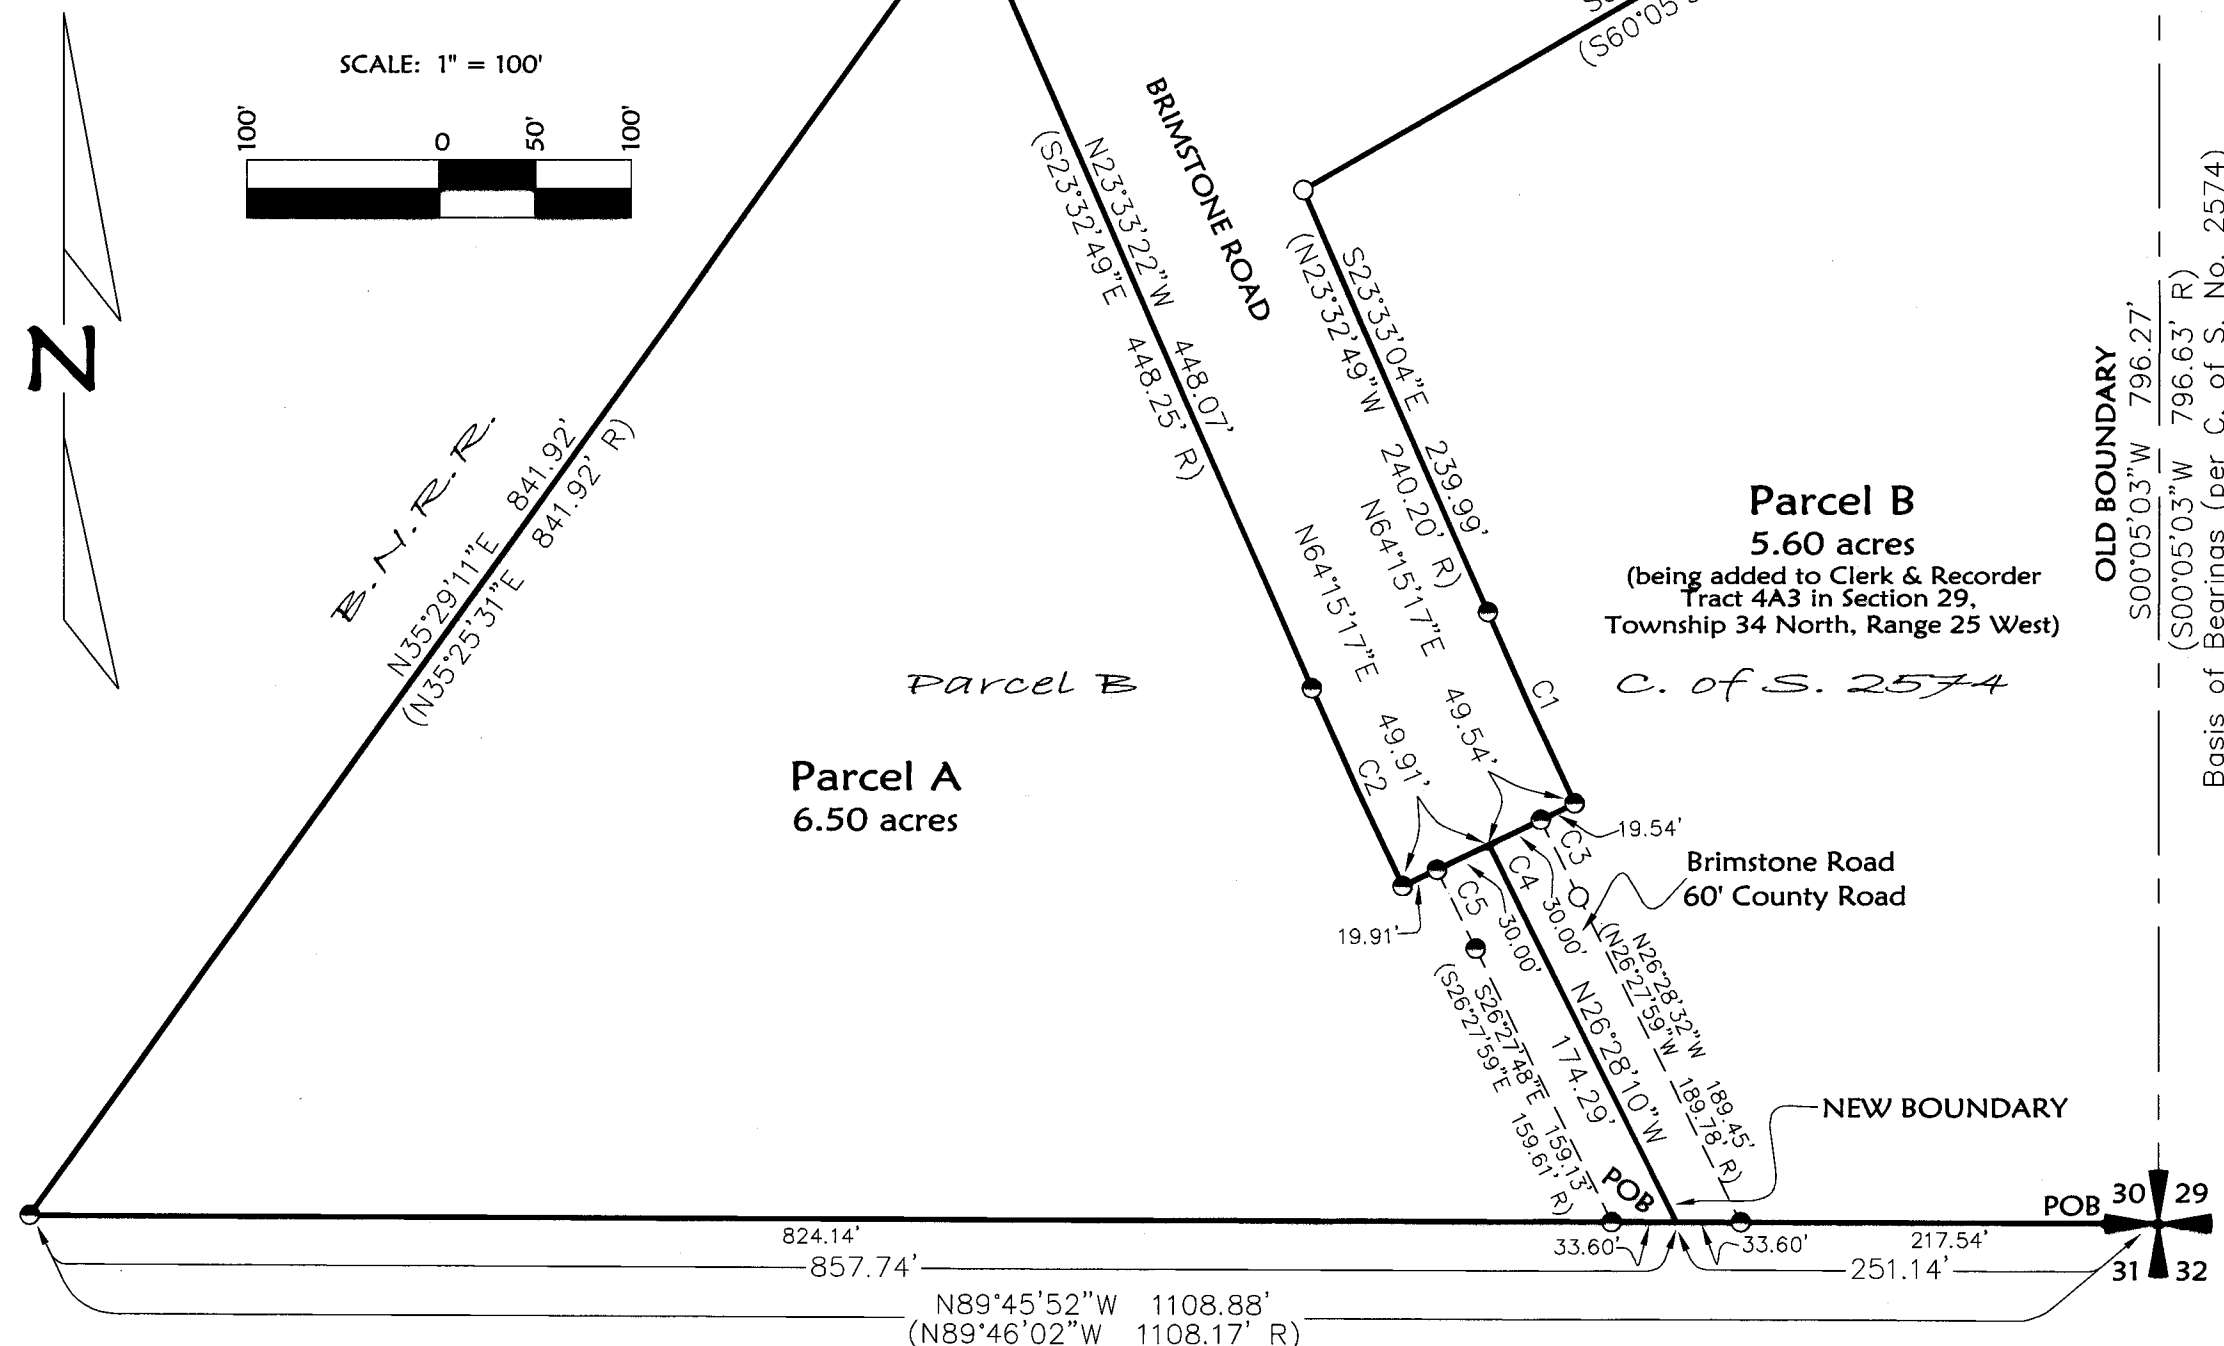 SCALE: 1" = 100'
100'
0
50'
100'
N
(S60°05'
BRIMSTONE ROAD
N23°33'22"W 448.07'
(S23°32'49"E 448.25' R)
S23°33'04"E 239.99'
(N23°32'49"W 240.20' R)
OLD BOUNDARY
S00°05'03"W 796.27'
(S00°05'03"W 796.63' R)
Basis of Bearings (per C. of S. No. 2574)
B.N.R.R.
N35°29'11"E 841.92'
(N35°25'31"E 841.92' R)
Parcel B
5.60 acres
(being added to Clerk & Recorder
Tract 4A3 in Section 29,
Township 34 North, Range 25 West)
C. of S. 2574
Parcel B
Parcel A
6.50 acres
N64°15'17"E 49.91'
N64°15'17"E 49.54'
C1
C2
C3
C4
C5
19.54'
30.00'
30.00'
19.91'
Brimstone Road
60' County Road
N26°28'32"W 189.45'
(N26°27'59"W 189.78' R)
N26°28'10"W 174.29'
S26°27'48"E 159.13'
(S26°27'59"E 159.61' R)
NEW BOUNDARY
POB
POB
30 29
31 32
824.14'
33.60'
33.60'
217.54'
857.74'
251.14'
N89°45'52"W 1108.88'
(N89°46'02"W 1108.17' R)